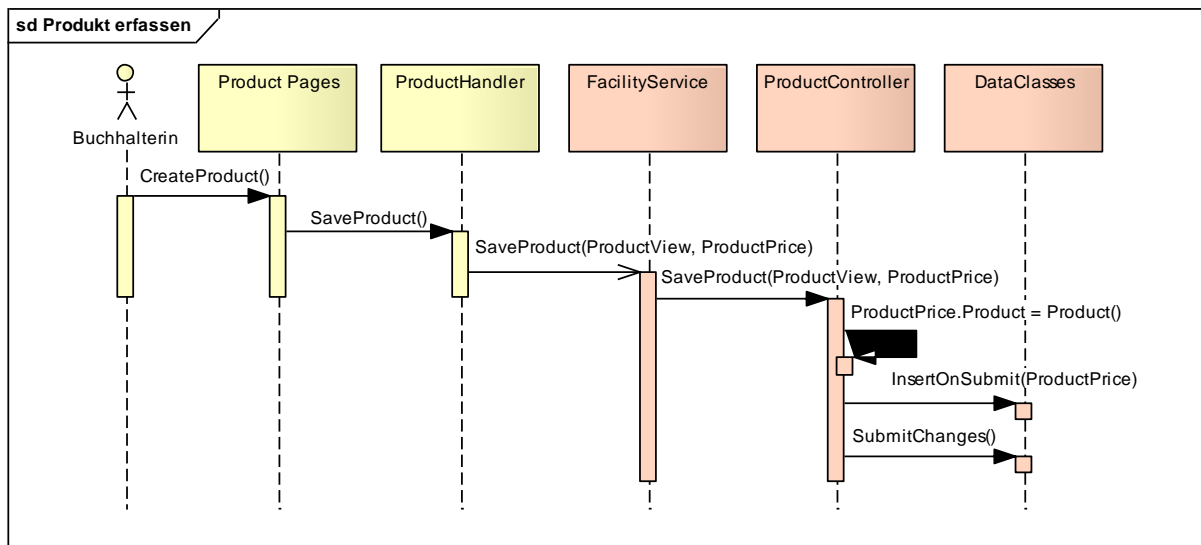 sd Produkt erfassen
Buchhalterin
Product Pages
ProductHandler
FacilityService
ProductController
DataClasses
CreateProduct()
SaveProduct()
SaveProduct(ProductView, ProductPrice)
SaveProduct(ProductView, ProductPrice)
ProductPrice.Product = Product()
InsertOnSubmit(ProductPrice)
SubmitChanges()